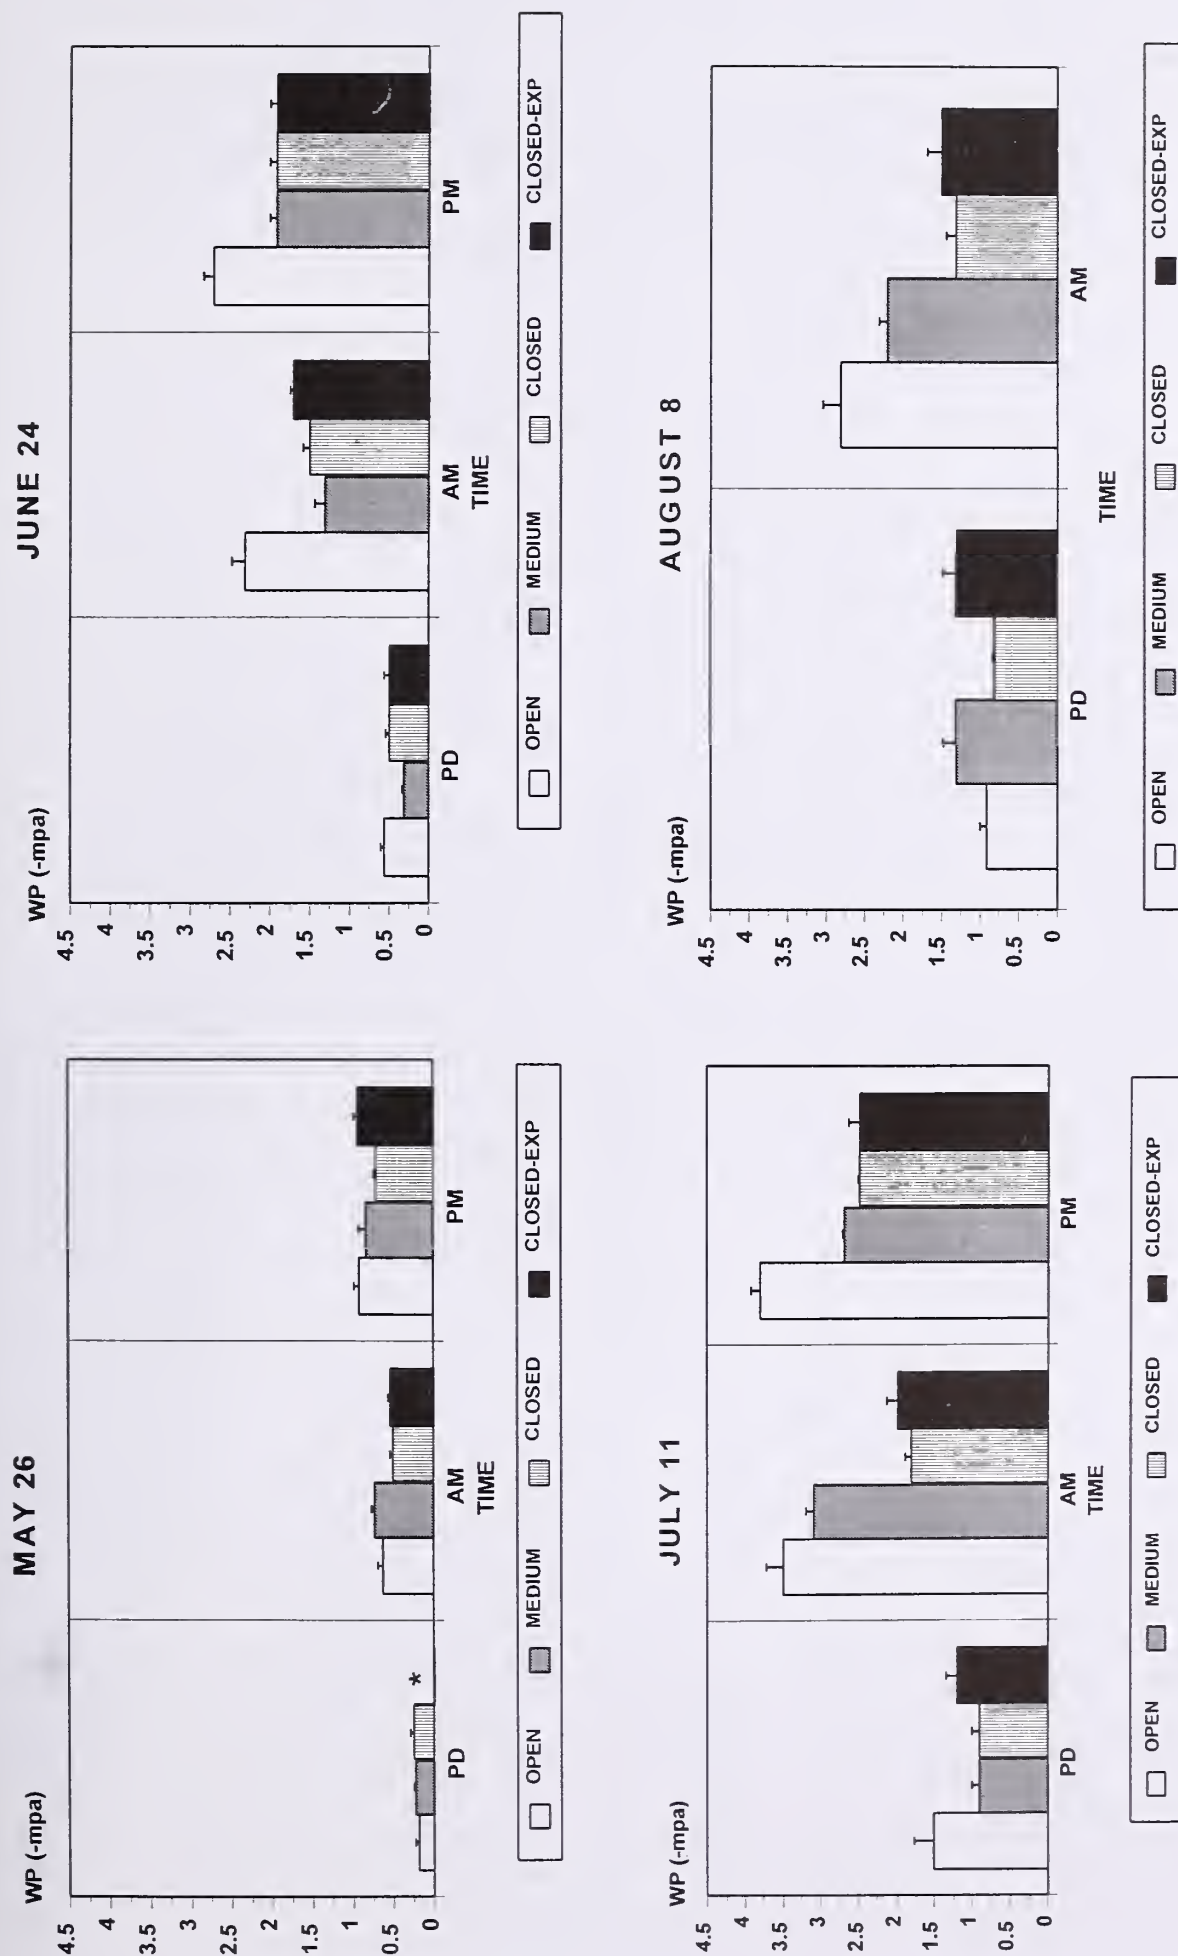 MAY 26
WP (-mpa)
4.5
4
3.5
3
2.5
2
1.5
1
0.5
0
*
PD AM PM
TIME
OPEN MEDIUM CLOSED CLOSED-EXP
JUNE 24
WP (-mpa)
4.5
4
3.5
3
2.5
2
1.5
1
0.5
0
PD AM PM
TIME
OPEN MEDIUM CLOSED CLOSED-EXP
JULY 11
WP (-mpa)
4.5
4
3.5
3
2.5
2
1.5
1
0.5
0
PD AM PM
TIME
OPEN MEDIUM CLOSED CLOSED-EXP
AUGUST 8
WP (-mpa)
4.5
4
3.5
3
2.5
2
1.5
1
0.5
0
PD AM
TIME
OPEN MEDIUM CLOSED CLOSED-EXP